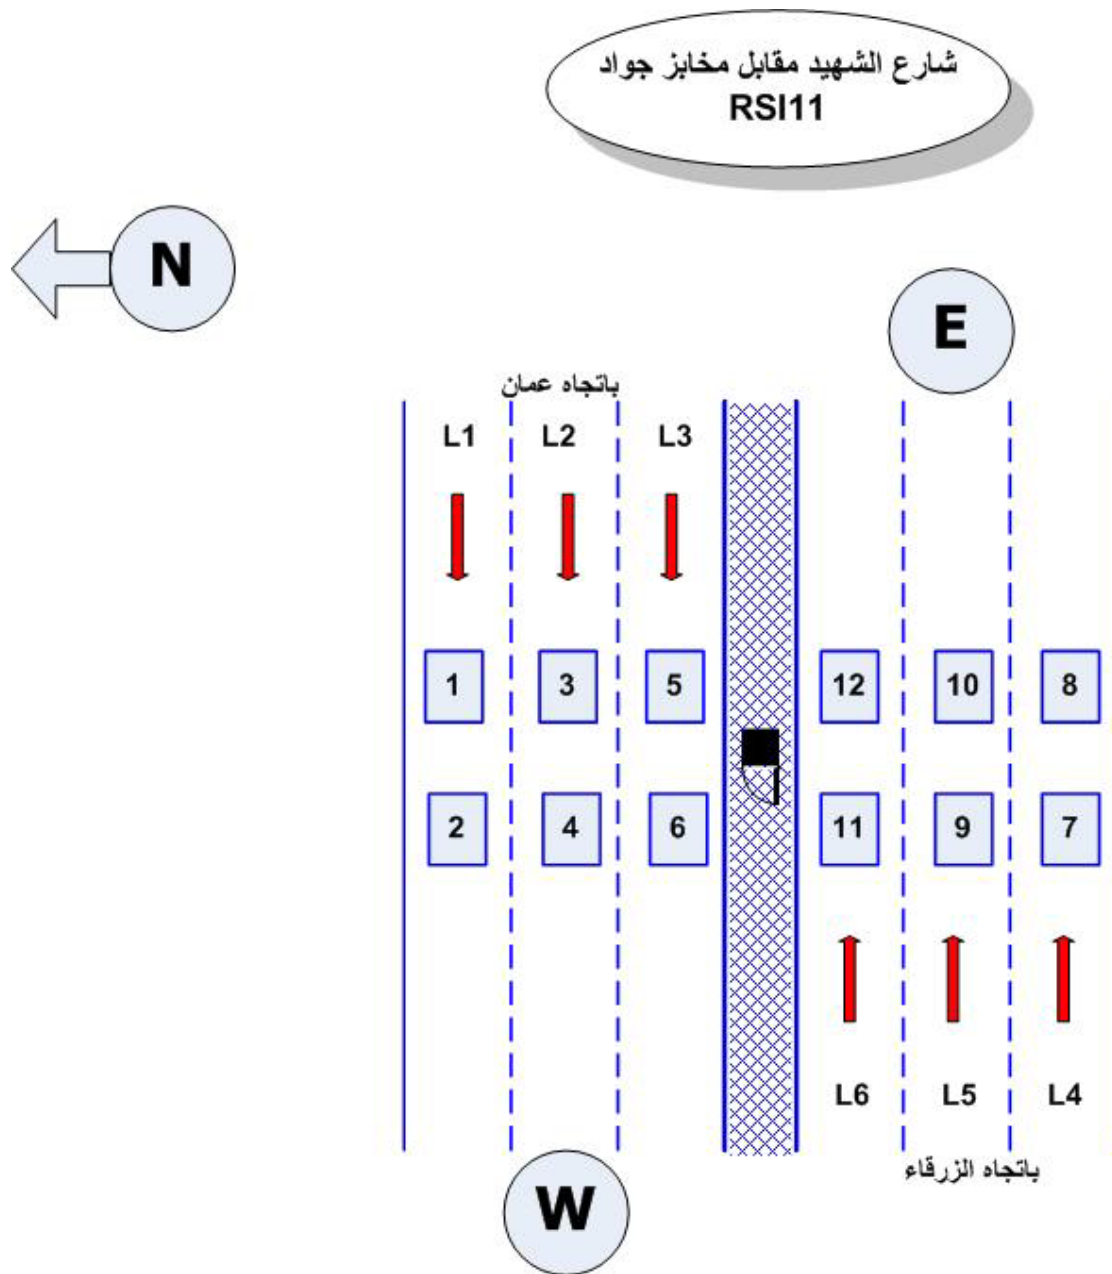 شارع الشهيد مقابل مخابز جواد
RSI11
N
E
باتجاه عمان
L1 L2 L3
1 3 5 12 10 8
2 4 6 11 9 7
L6 L5 L4
باتجاه الزرقاء
W